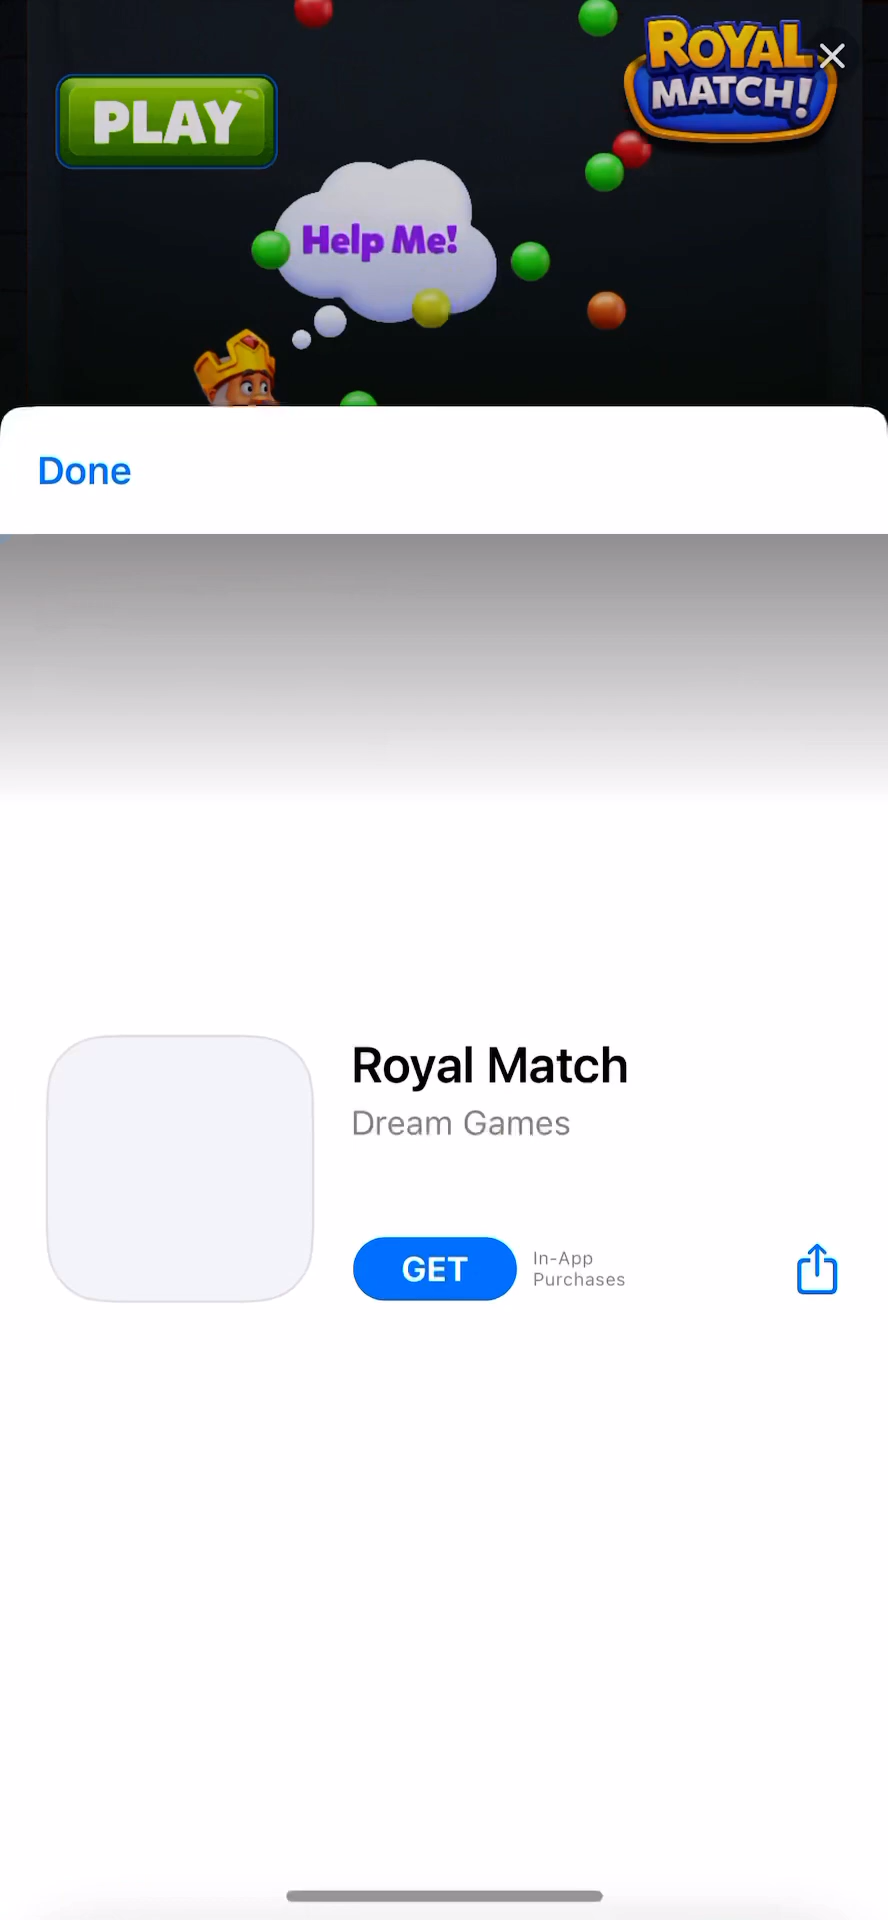 ROYAL
MATCH!
PLAY
Help Me!
Done
Royal Match
Dream Games
GET
In-App
Purchases